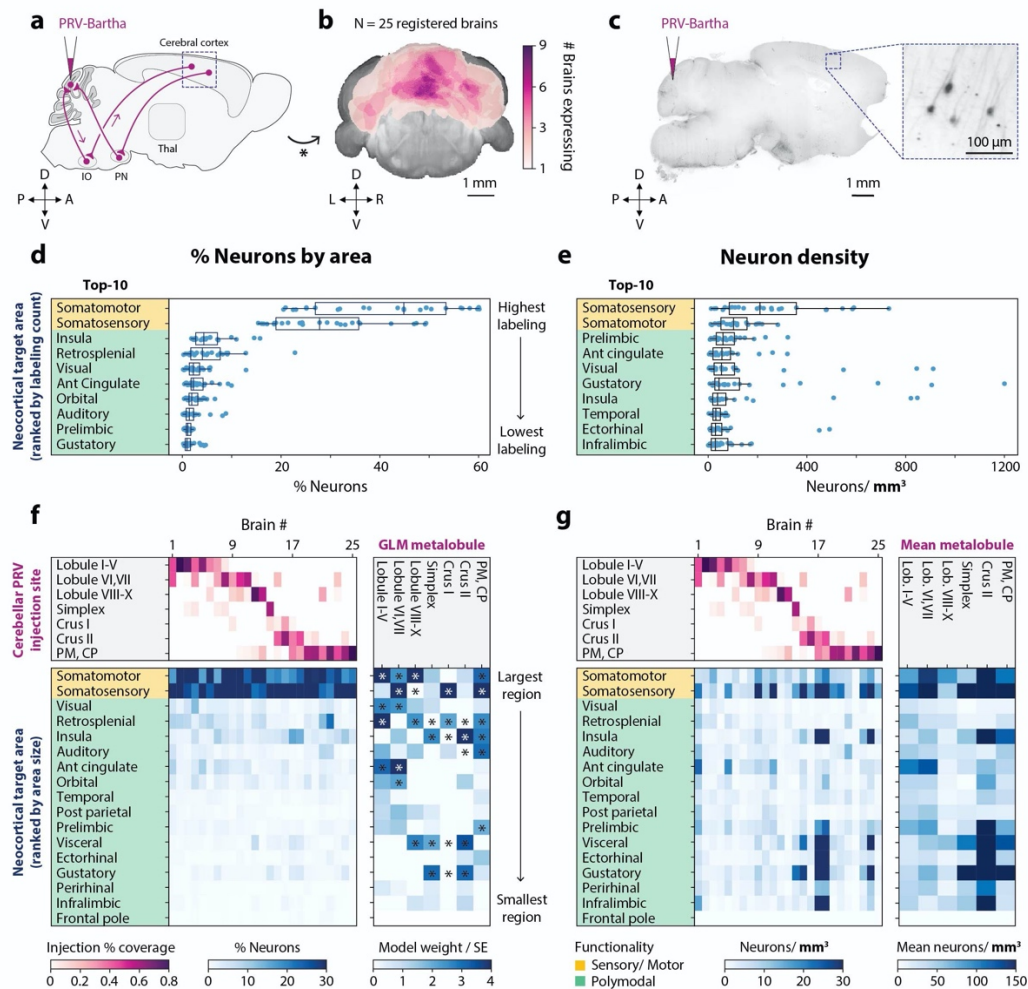 a
PRV-Bartha
Cerebral cortex
Thal
IO
PN
*
D
P
A
V
b
N = 25 registered brains
9
6
3
1
# Brains expressing
1 mm
D
L
R
V
c
PRV-Bartha
100 µm
1 mm
D
P
A
V
d
% Neurons by area
Top-10
Neocortical target area
(ranked by labeling count)
Somatomotor
Somatosensory
Insula
Retrosplenial
Visual
Ant Cingulate
Orbital
Auditory
Prelimbic
Gustatory
0
20
40
60
% Neurons
Highest
labeling
Lowest
labeling
e
Neuron density
Top-10
Somatosensory
Somatomotor
Prelimbic
Ant cingulate
Visual
Gustatory
Insula
Temporal
Ectorhinal
Infralimbic
0
400
800
1200
Neurons/ mm³
f
Brain #
1
9
17
25
GLM metalobule
Cerebellar PRV
injection site
Lobule I-V
Lobule VI,VII
Lobule VIII-X
Simplex
Crus I
Crus II
PM, CP
Lobule I-V
Lobule VI,VII
Lobule VIII-X
Simplex
Crus I
Crus II
PM, CP
Neocortical target area
(ranked by area size)
Somatomotor
Somatosensory
Visual
Retrosplenial
Insula
Auditory
Ant cingulate
Orbital
Temporal
Post parietal
Prelimbic
Visceral
Ectorhinal
Gustatory
Perirhinal
Infralimbic
Frontal pole
Largest
region
Smallest
region
Injection % coverage
0 0.2 0.4 0.6 0.8
% Neurons
0 10 20 30
Model weight / SE
0 2 4
g
Brain #
1
9
17
25
Mean metalobule
Lobule I-V
Lobule VI,VII
Lobule VIII-X
Simplex
Crus I
Crus II
PM, CP
Lob. I-V
Lob. VI,VII
Lob. VIII-X
Simplex
Crus II
PM, CP
Somatomotor
Somatosensory
Visual
Retrosplenial
Insula
Auditory
Ant cingulate
Orbital
Temporal
Post parietal
Prelimbic
Visceral
Ectorhinal
Gustatory
Perirhinal
Infralimbic
Frontal pole
Functionality
Sensory/ Motor
Polymodal
Neurons/ mm³
0 10 20 30
Mean neurons/ mm³
0 50 100 150